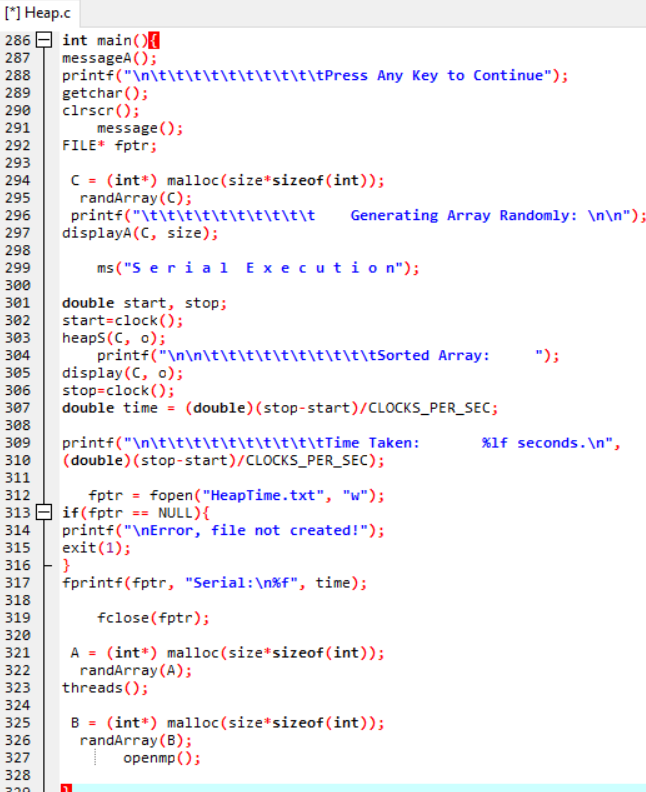 [*] Heap.c
286 int main(){
287 messageA();
288 printf("\n\t\t\t\t\t\t\t\t\t\tPress Any Key to Continue");
289 getchar();
290 clrscr();
291 message();
292 FILE* fptr;
293
294 C = (int*) malloc(size*sizeof(int));
295 randArray(C);
296 printf("\t\t\t\t\t\t\t\t\t\t    Generating Array Randomly: \n\n");
297 displayA(C, size);
298
299 ms("S e r i a l  E x e c u t i o n");
300
301 double start, stop;
302 start=clock();
303 heapS(C, o);
304 printf("\n\n\t\t\t\t\t\t\t\t\t\t\tSorted Array:     ");
305 display(C, o);
306 stop=clock();
307 double time = (double)(stop-start)/CLOCKS_PER_SEC;
308
309 printf("\n\t\t\t\t\t\t\t\t\t\tTime Taken:       %lf seconds.\n",
310 (double)(stop-start)/CLOCKS_PER_SEC);
311
312 fptr = fopen("HeapTime.txt", "w");
313 if(fptr == NULL){
314 printf("\nError, file not created!");
315 exit(1);
316 }
317 fprintf(fptr, "Serial:\n%f", time);
318
319 fclose(fptr);
320
321 A = (int*) malloc(size*sizeof(int));
322 randArray(A);
323 threads();
324
325 B = (int*) malloc(size*sizeof(int));
326 randArray(B);
327 openmp();
328
329 }